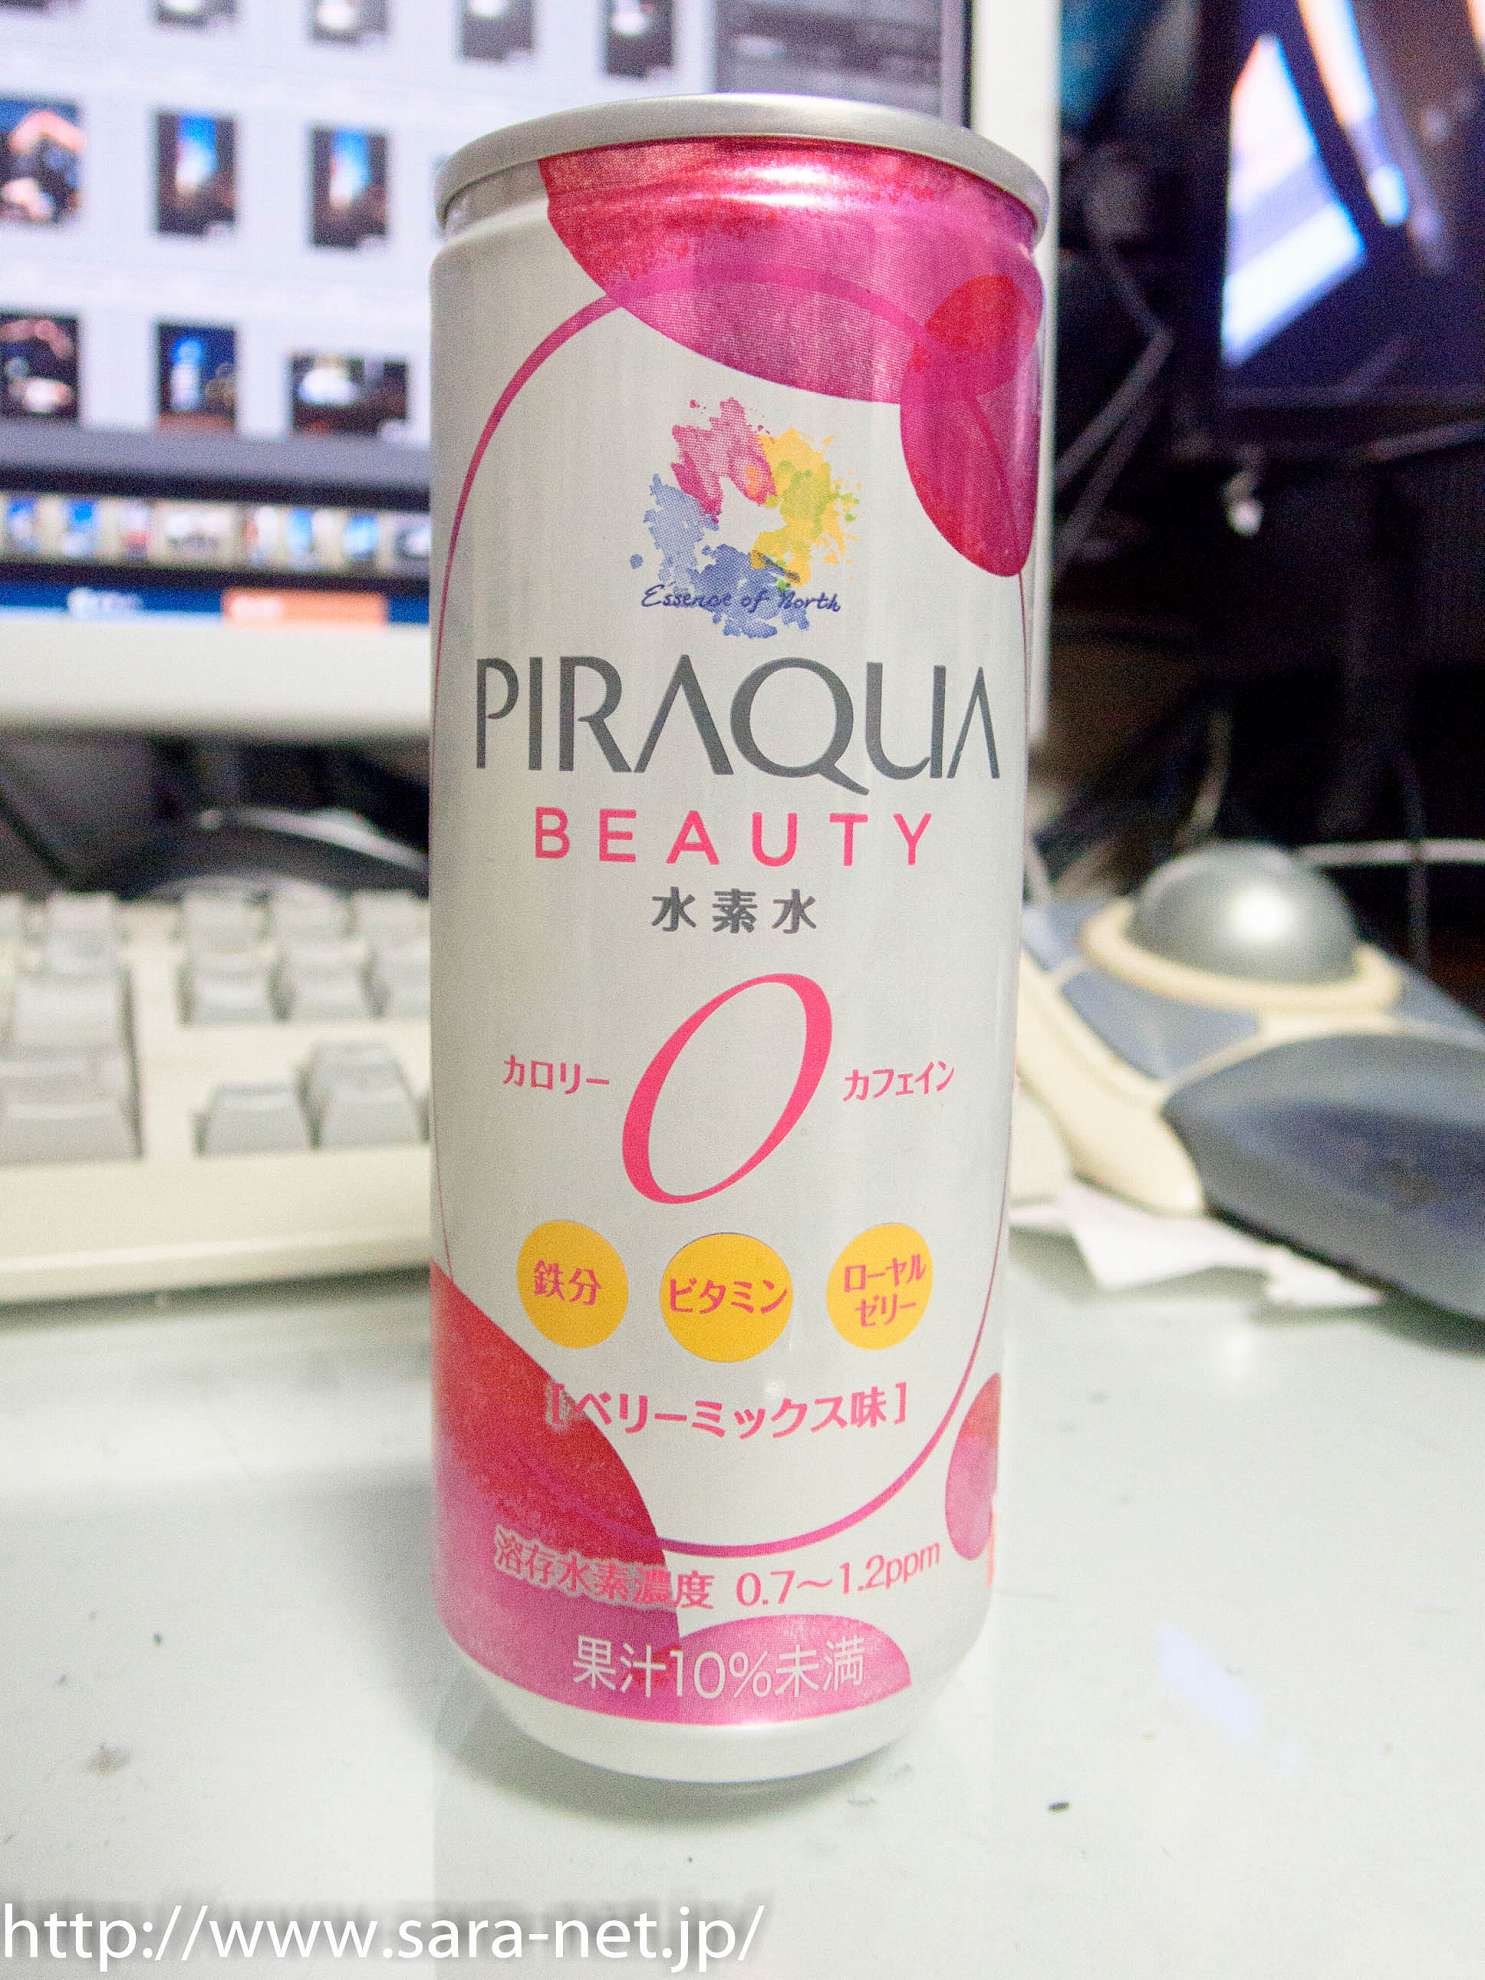 Essence of North
PIRAQUA
BEAUTY
水素水
カロリー 0 カフェイン
鉄分 ビタミン ローヤル
ゼリー
[ベリーミックス味]
溶存水素濃度 0.7～1.2ppm
果汁10%未満
http://www.sara-net.jp/